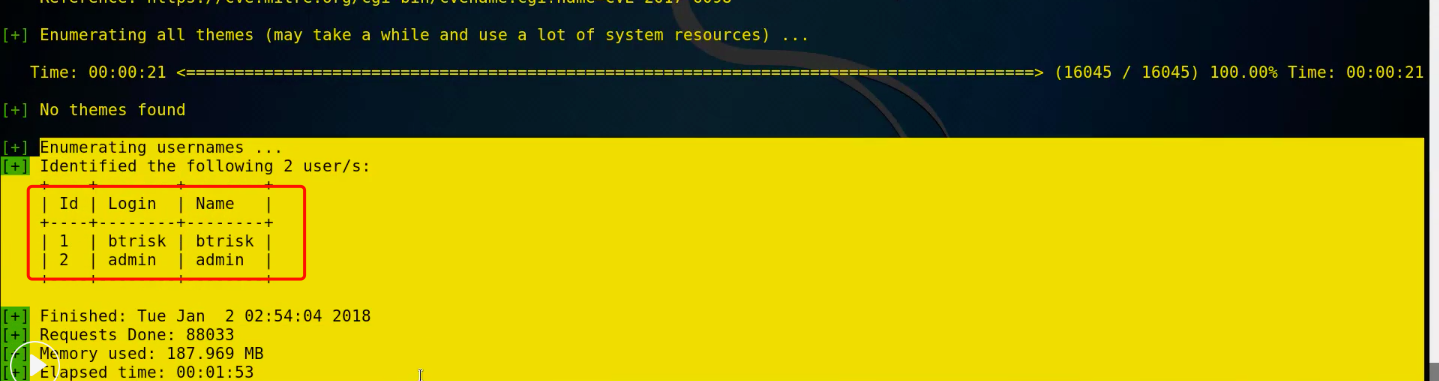 [+] Enumerating all themes (may take a while and use a lot of system resources) ...
Time: 00:00:21 <=======================================================================================> (16045 / 16045) 100.00% Time: 00:00:21
[+] No themes found
[+] Enumerating usernames ...
[+] Identified the following 2 user/s:
+----+--------+--------+
| Id | Login  | Name   |
+----+--------+--------+
| 1  | btrisk | btrisk |
| 2  | admin  | admin  |
+----+--------+--------+
[+] Finished: Tue Jan  2 02:54:04 2018
[+] Requests Done: 88033
[+] Memory used: 187.969 MB
[+] Elapsed time: 00:01:53